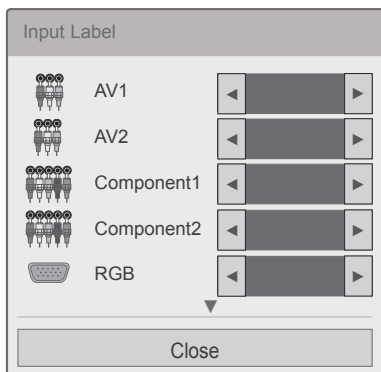 Input Label
AV1
AV2
Component1
Component2
RGB
Close